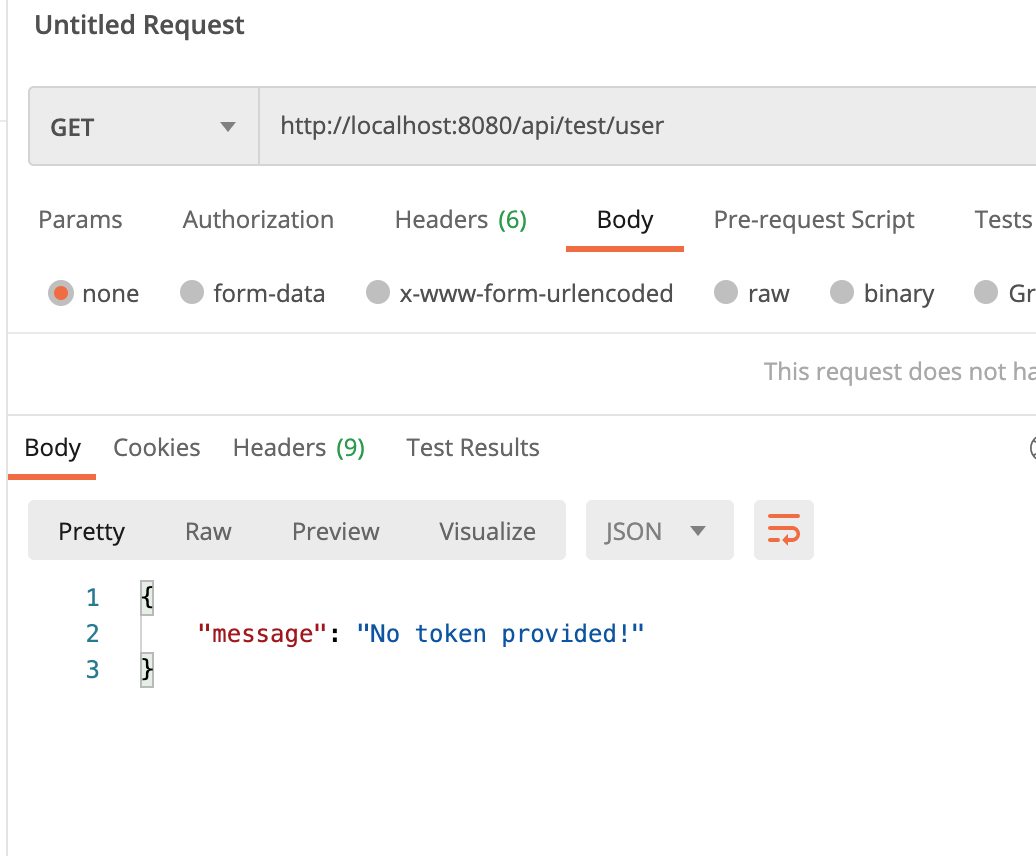 Untitled Request
GET http://localhost:8080/api/test/user
Params Authorization Headers (6) Body Pre-request Script Tests
none form-data x-www-form-urlencoded raw binary Gr
This request does not ha
Body Cookies Headers (9) Test Results
Pretty Raw Preview Visualize JSON
1 {
2 "message": "No token provided!"
3 }